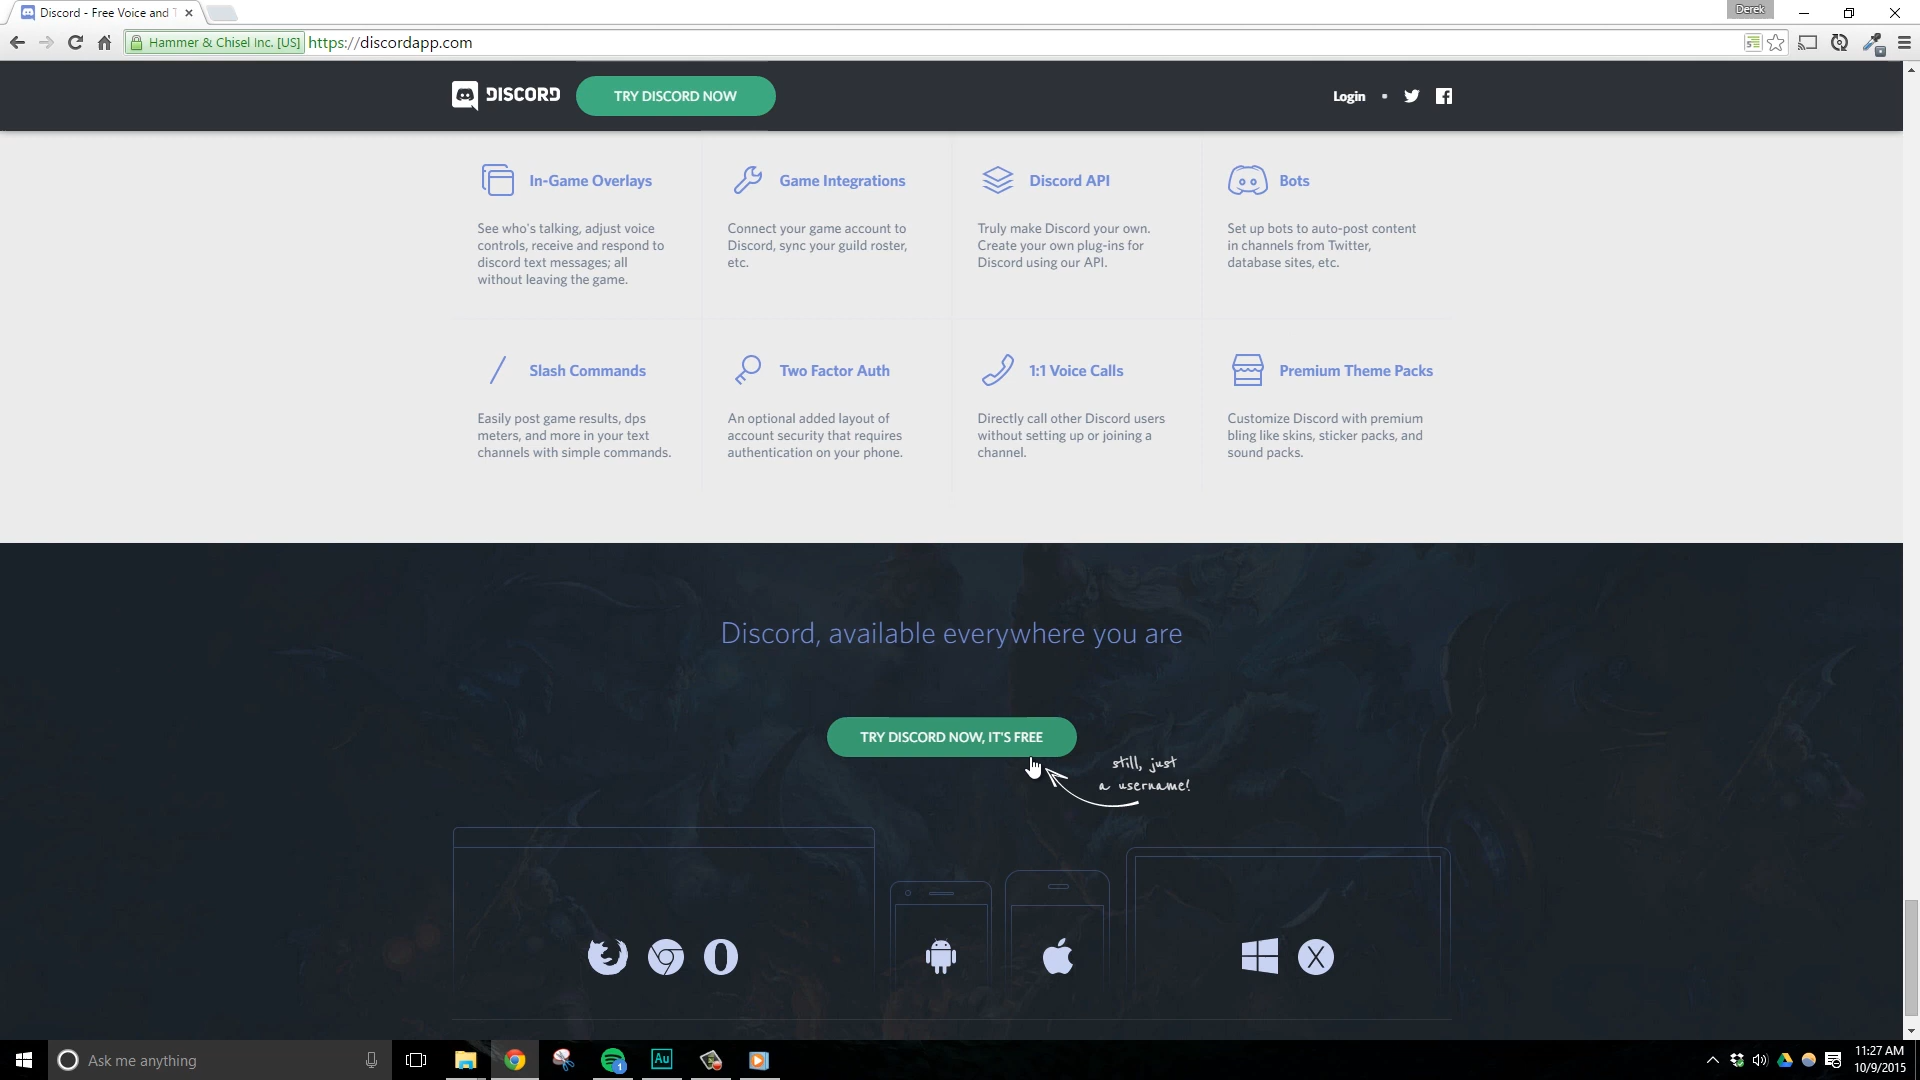 Discord - Free Voice and T
Derek
Hammer & Chisel Inc. [US]
https://discordapp.com
DISCORD
TRY DISCORD NOW
Login
In-Game Overlays
See who's talking, adjust voice
controls, receive and respond to
discord text messages; all
without leaving the game.
Game Integrations
Connect your game account to
Discord, sync your guild roster,
etc.
Discord API
Truly make Discord your own.
Create your own plug-ins for
Discord using our API.
Bots
Set up bots to auto-post content
in channels from Twitter,
database sites, etc.
Slash Commands
Easily post game results, dps
meters, and more in your text
channels with simple commands.
Two Factor Auth
An optional added layout of
account security that requires
authentication on your phone.
1:1 Voice Calls
Directly call other Discord users
without setting up or joining a
channel.
Premium Theme Packs
Customize Discord with premium
bling like skins, sticker packs, and
sound packs.
Discord, available everywhere you are
TRY DISCORD NOW, IT'S FREE
still, just
a username!
X
Ask me anything
1
Au
11:27 AM
10/9/2015